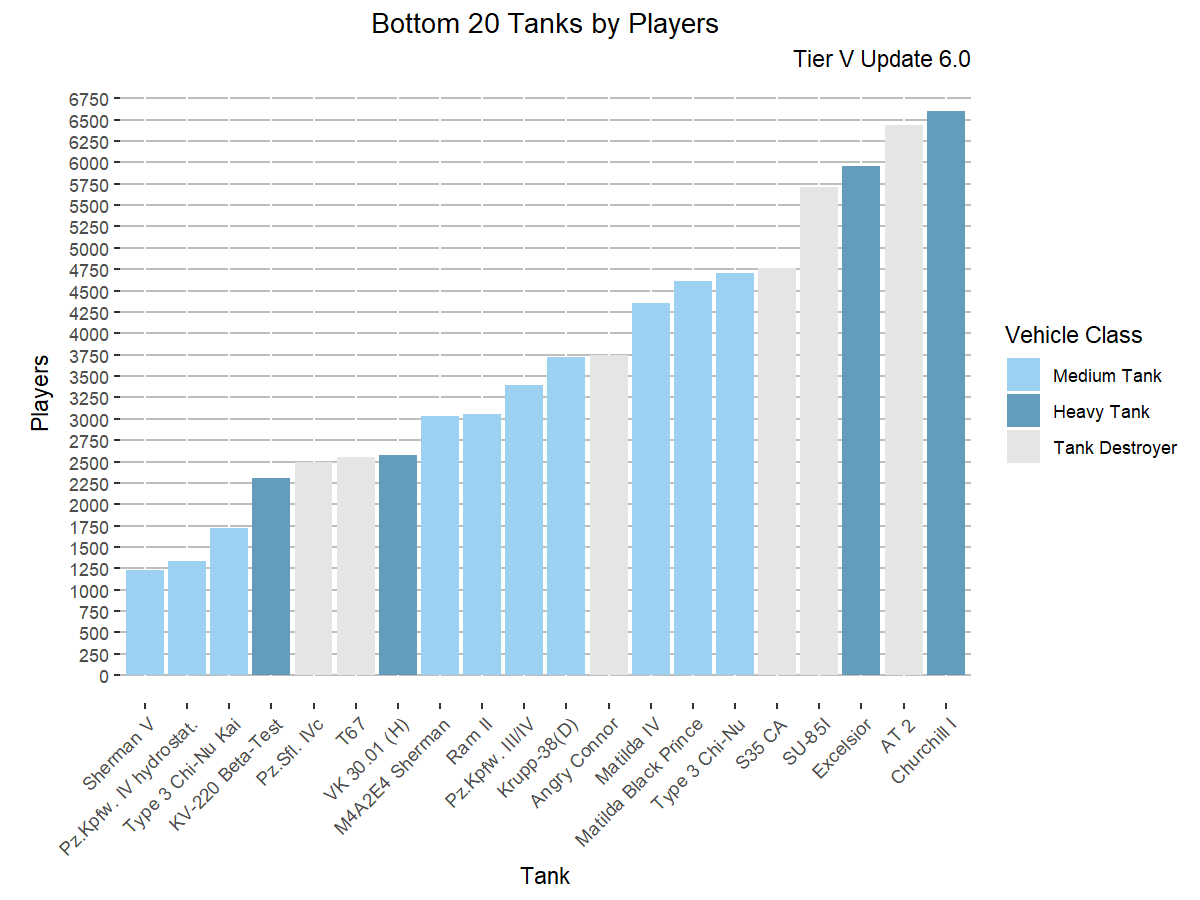 Bottom 20 Tanks by Players
Tier V Update 6.0
Players
6750
6500
6250
6000
5750
5500
5250
5000
4750
4500
4250
4000
3750
3500
3250
3000
2750
2500
2250
2000
1750
1500
1250
1000
750
500
250
0
Sherman V
Pz.Kpfw. IV hydrostat.
Type 3 Chi-Nu Kai
KV-220 Beta-Test
Pz.Sfl. IVc
T67
VK 30.01 (H)
M4A2E4 Sherman
Ram II
Pz.Kpfw. III/IV
Krupp-38(D)
Angry Connor
Matilda IV
Matilda Black Prince
Type 3 Chi-Nu
S35 CA
SU-85I
Excelsior
AT 2
Churchill I
Tank
Vehicle Class
Medium Tank
Heavy Tank
Tank Destroyer